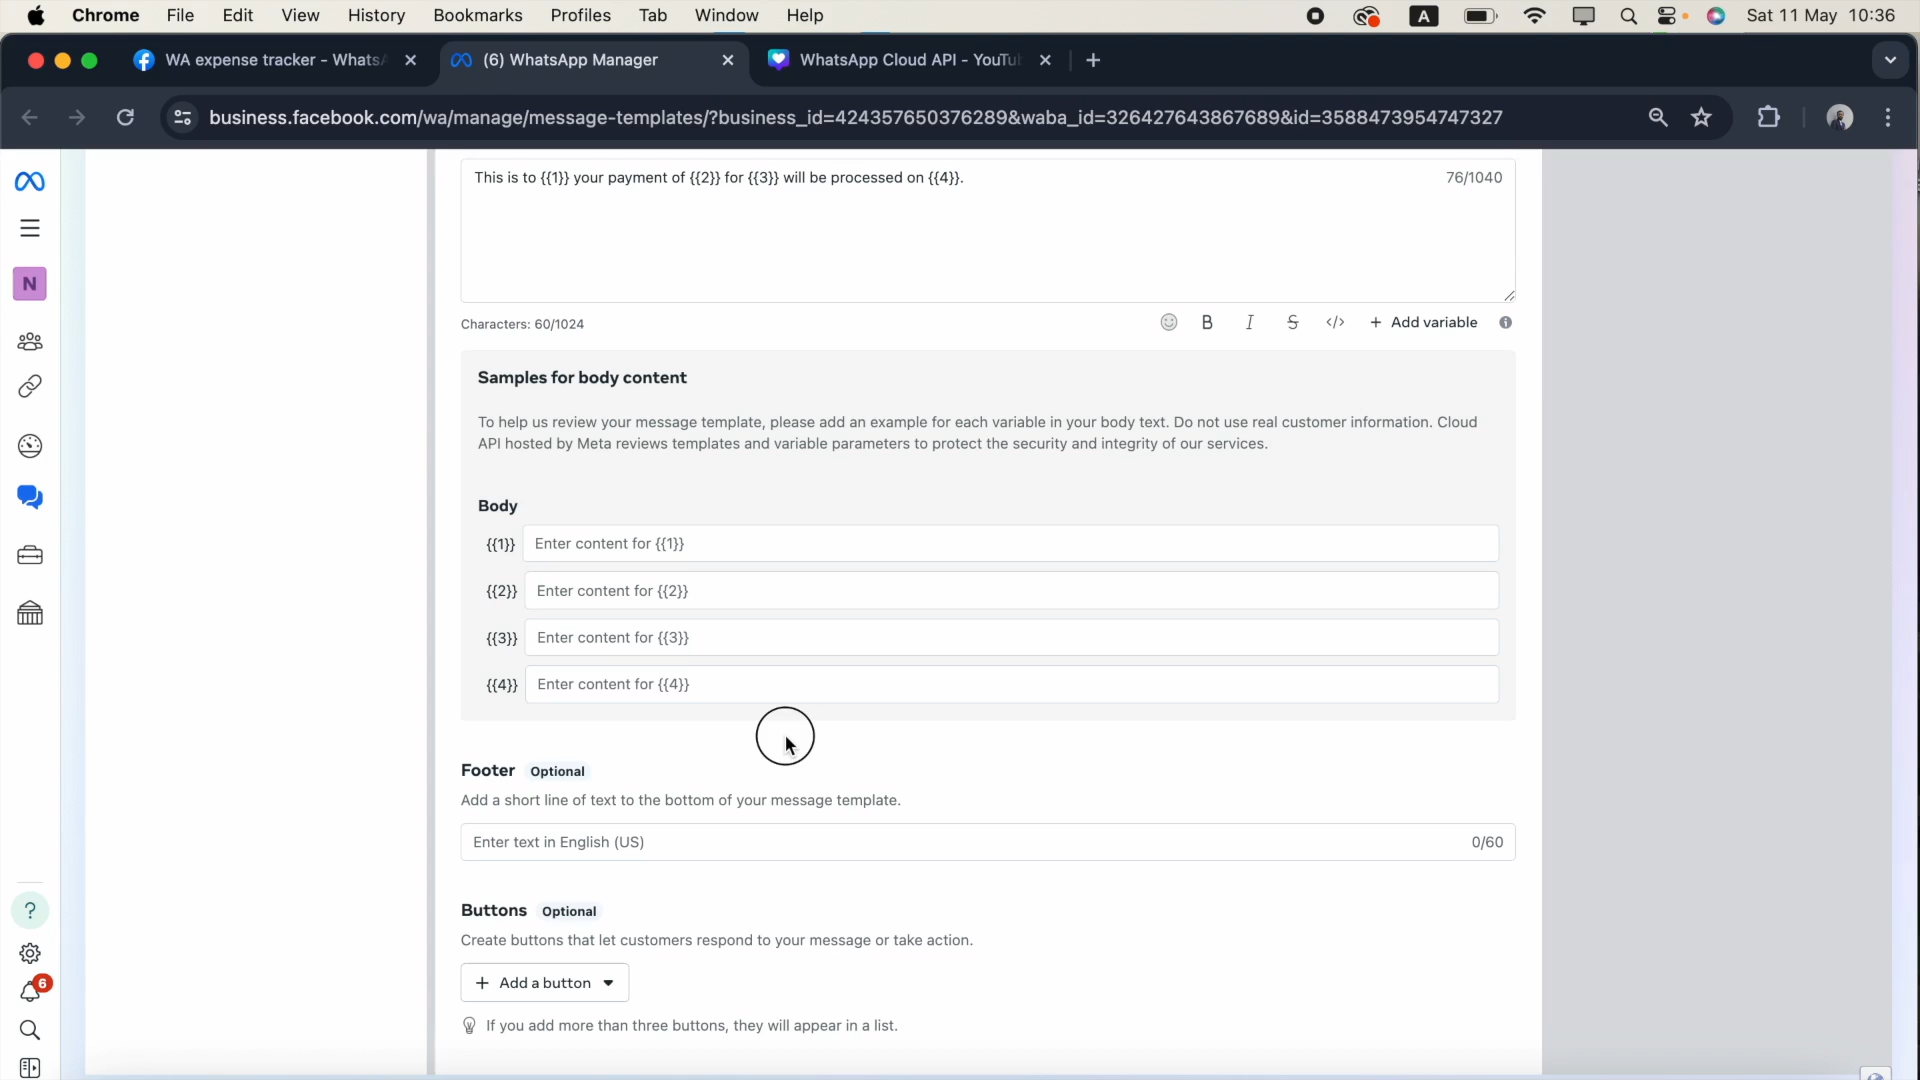 Chrome File Edit View History Bookmarks Profiles Tab Window Help A Sat 11 May 10:36
WA expense tracker - Whats
(6) WhatsApp Manager
WhatsApp Cloud API - YouTu
business.facebook.com/wa/manage/message-templates/?business_id=424357650376289&waba_id=326427643867689&id=3588473954747327
N
This is to {{1}} your payment of {{2}} for {{3}} will be processed on {{4}}.
76/1040
Characters: 60/1024
B I S </> + Add variable
Samples for body content
To help us review your message template, please add an example for each variable in your body text. Do not use real customer information. Cloud
API hosted by Meta reviews templates and variable parameters to protect the security and integrity of our services.
Body
{{1}} Enter content for {{1}}
{{2}} Enter content for {{2}}
{{3}} Enter content for {{3}}
{{4}} Enter content for {{4}}
Footer Optional
Add a short line of text to the bottom of your message template.
Enter text in English (US)
0/60
Buttons Optional
Create buttons that let customers respond to your message or take action.
+ Add a button
If you add more than three buttons, they will appear in a list.
?
6